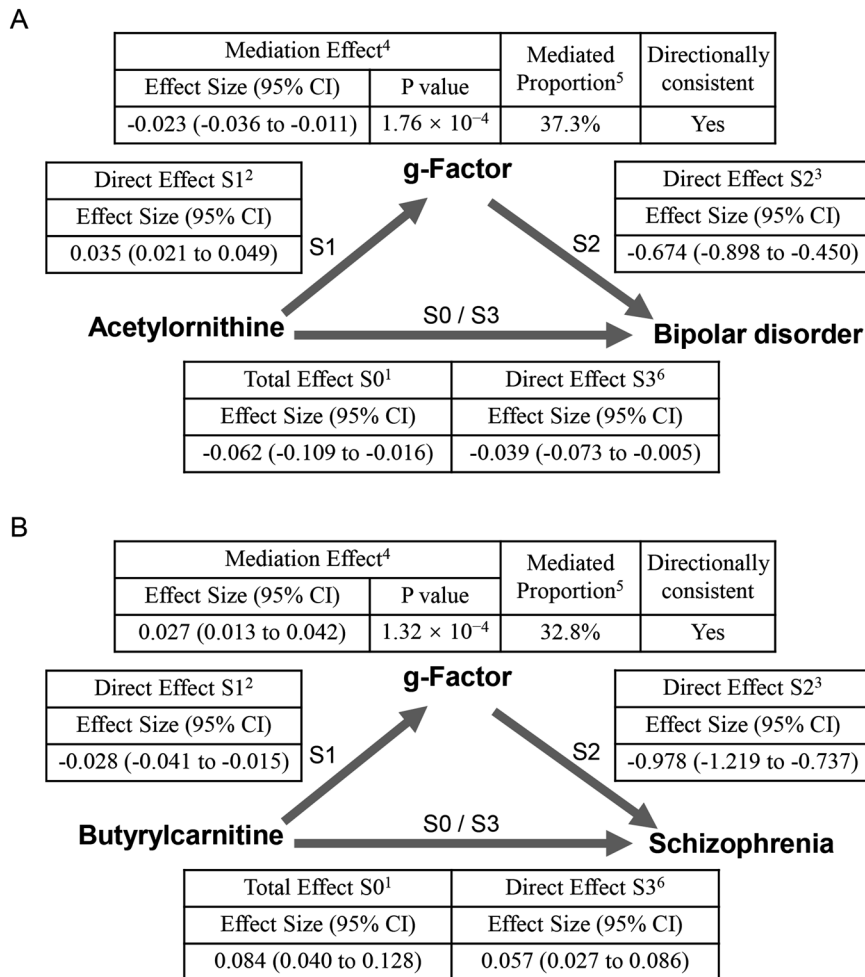 A
Mediation Effect⁴ Mediated Proportion⁵ Directionally consistent
Effect Size (95% CI) P value
-0.023 (-0.036 to -0.011) 1.76 × 10⁻⁴ 37.3% Yes
Direct Effect S1²
Effect Size (95% CI)
0.035 (0.021 to 0.049)
g-Factor
Direct Effect S2³
Effect Size (95% CI)
-0.674 (-0.898 to -0.450)
S1
S2
Acetylornithine
S0 / S3
Bipolar disorder
Total Effect S0¹ Direct Effect S3⁶
Effect Size (95% CI) Effect Size (95% CI)
-0.062 (-0.109 to -0.016) -0.039 (-0.073 to -0.005)
B
Mediation Effect⁴ Mediated Proportion⁵ Directionally consistent
Effect Size (95% CI) P value
0.027 (0.013 to 0.042) 1.32 × 10⁻⁴ 32.8% Yes
Direct Effect S1²
Effect Size (95% CI)
-0.028 (-0.041 to -0.015)
g-Factor
Direct Effect S2³
Effect Size (95% CI)
-0.978 (-1.219 to -0.737)
S1
S2
Butyrylcarnitine
S0 / S3
Schizophrenia
Total Effect S0¹ Direct Effect S3⁶
Effect Size (95% CI) Effect Size (95% CI)
0.084 (0.040 to 0.128) 0.057 (0.027 to 0.086)